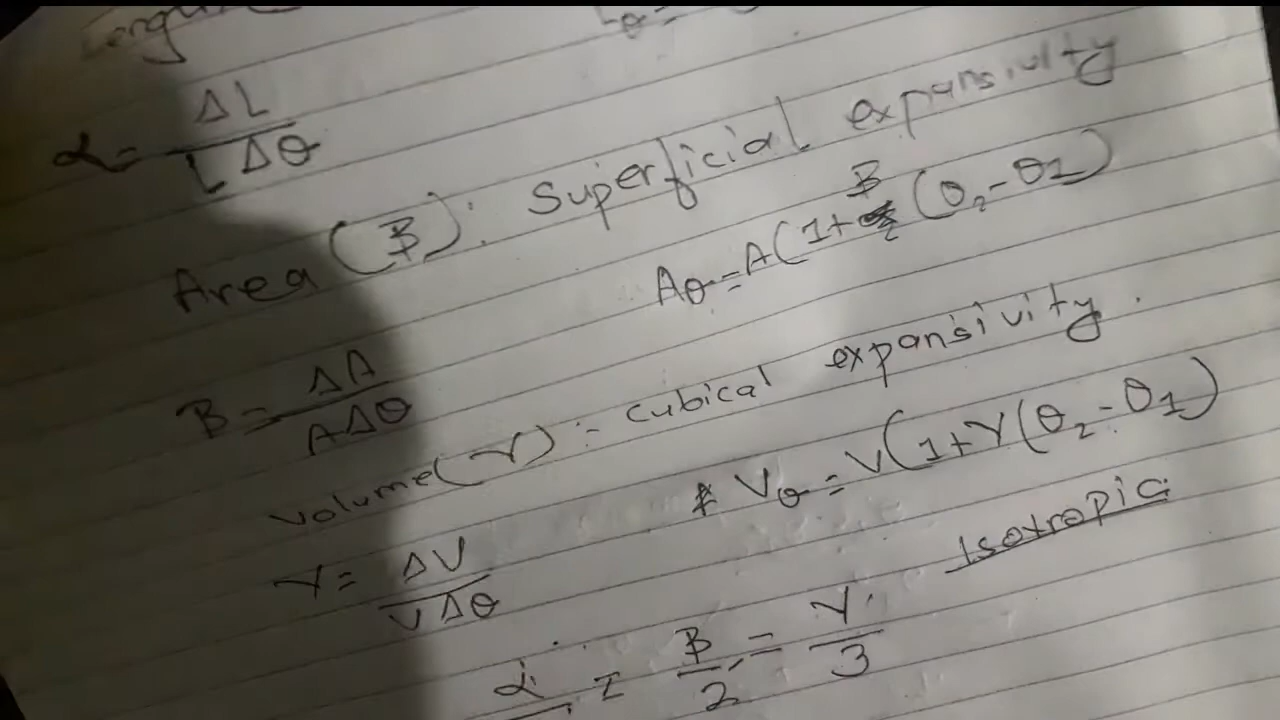 α = ΔL / LΔθ
Area (β): Superficial expansivity
Aθ = A(1+β(θ₂-θ1)
β = ΔA / AΔθ
Volume(γ):- cubical expansivity.
Vθ = V(1+γ(θ₂-θ1)
γ = ΔV / VΔθ
Isotropic
α = β/2 = γ/3